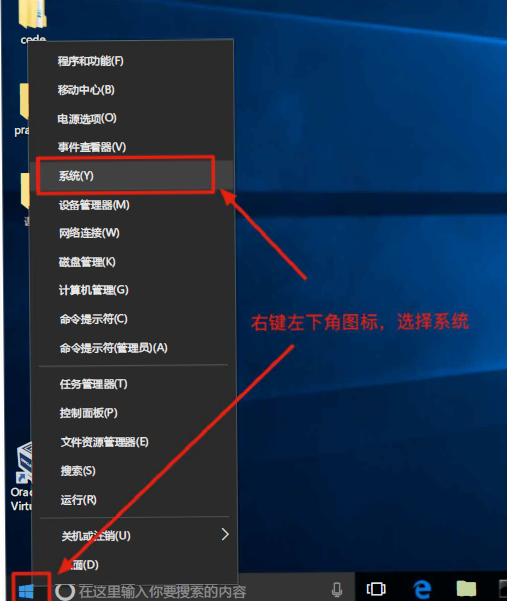 code
程序和功能(F)
移动中心(B)
电源选项(O)
事件查看器(V)
系统(Y)
设备管理器(M)
网络连接(W)
磁盘管理(K)
计算机管理(G)
命令提示符(C)
命令提示符(管理员)(A)
任务管理器(T)
控制面板(P)
文件资源管理器(E)
搜索(S)
运行(R)
关机或注销(U)
面(D)
右键左下角图标，选择系统
pra
Ora
Virtu
在这里输入你要搜索的内容